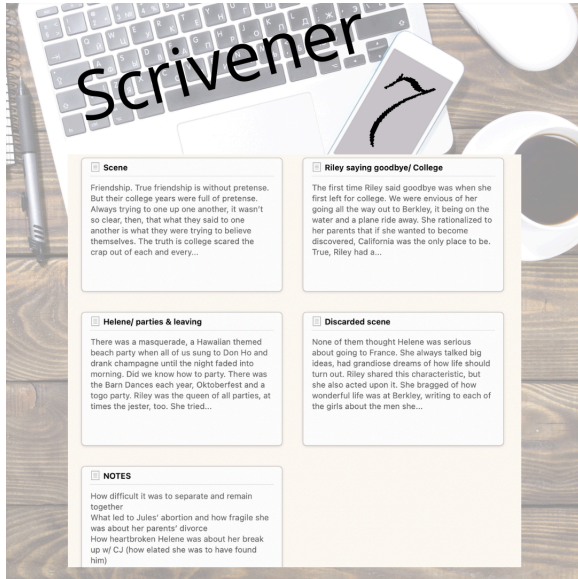 Scrivener
7
Scene
Friendship. True friendship is without pretense.
But their college years were full of pretense.
Always trying to one up one another, it wasn't
so clear, then, that what they said to one
another is what they were trying to believe
themselves. The truth is college scared the
crap out of each and every...
Riley saying goodbye/ College
The first time Riley said goodbye was when she
first left for college. We were envious of her
going all the way out to Berkley, it being on the
water and a plane ride away. She rationalized to
her parents that if she wanted to become
discovered, California was the only place to be.
True, Riley had a...
Helene/ parties & leaving
There was a masquerade, a Hawaiian themed
beach party when all of us sung to Don Ho and
drank champagne until the night faded into
morning. Did we know how to party. There was
the Barn Dances each year, Oktoberfest and a
togo party. Riley was the queen of all parties, at
times the jester, too. She tried...
Discarded scene
None of them thought Helene was serious
about going to France. She always talked big
ideas, had grandiose dreams of how life should
turn out. Riley shared this characteristic, but
she also acted upon it. She bragged of how
wonderful life was at Berkley, writing to each of
the girls about the men she...
NOTES
How difficult it was to separate and remain
together
What led to Jules' abortion and how fragile she
was about her parents' divorce
How heartbroken Helene was about her break
up w/ CJ (how elated she was to have found
him)